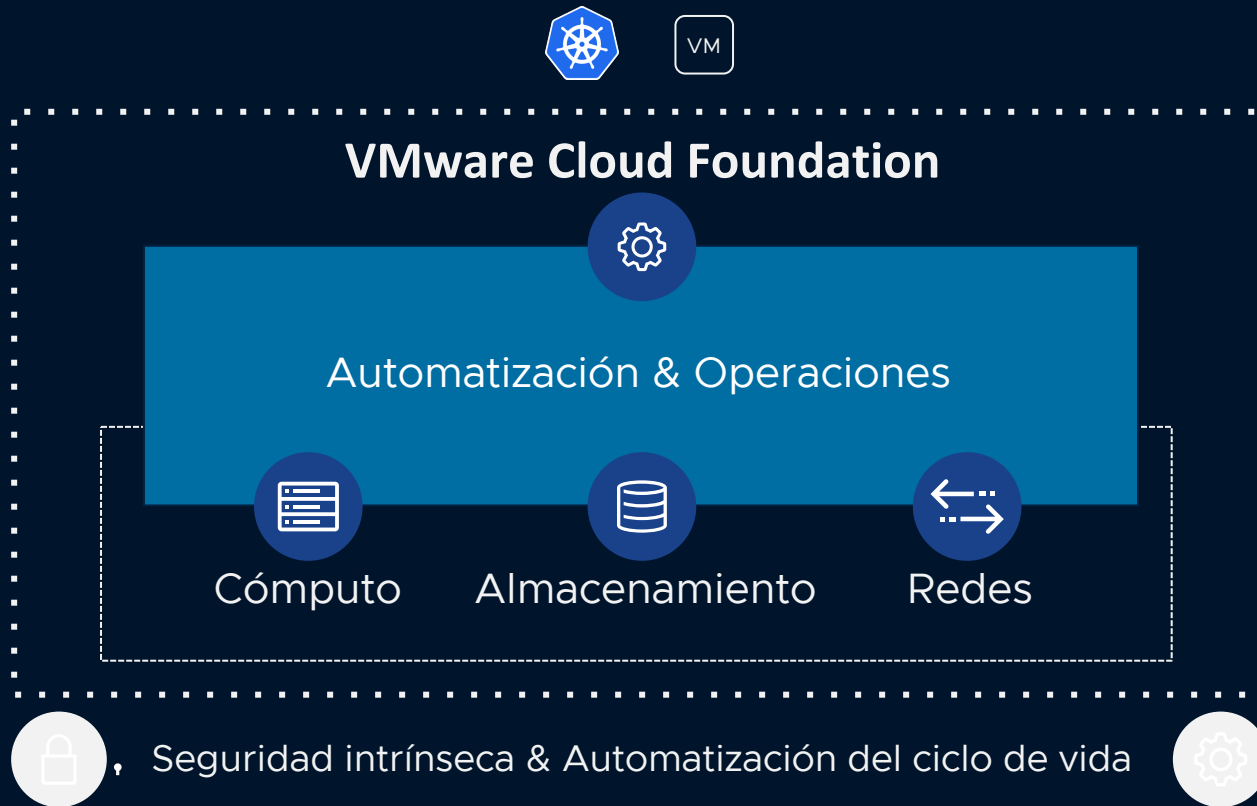 VM
VMware Cloud Foundation
Automatización & Operaciones
Cómputo
Almacenamiento
Redes
Seguridad intrínseca & Automatización del ciclo de vida